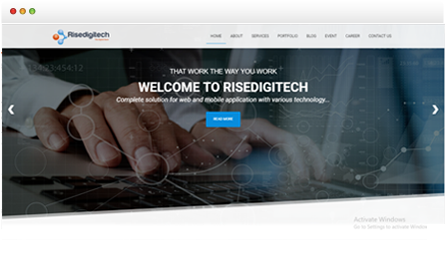 Risedigitech
HOME ABOUT SERVICES PORTFOLIO BLOG EVENT CAREER CONTACT US
THAT WORK THE WAY YOU WORK
WELCOME TO RISEDIGITECH
Complete solution for web and mobile application with various technology...
READ MORE
Activate Windows
Go to Settings to activate Window